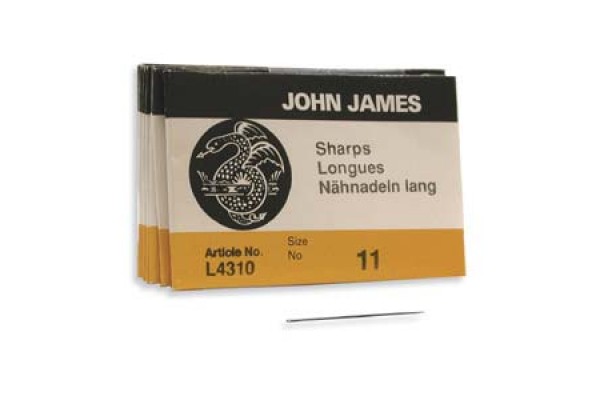 JOHN JAMES
Sharps
Longues
Nähnadeln lang
Article No.
L4310
Size
No
11